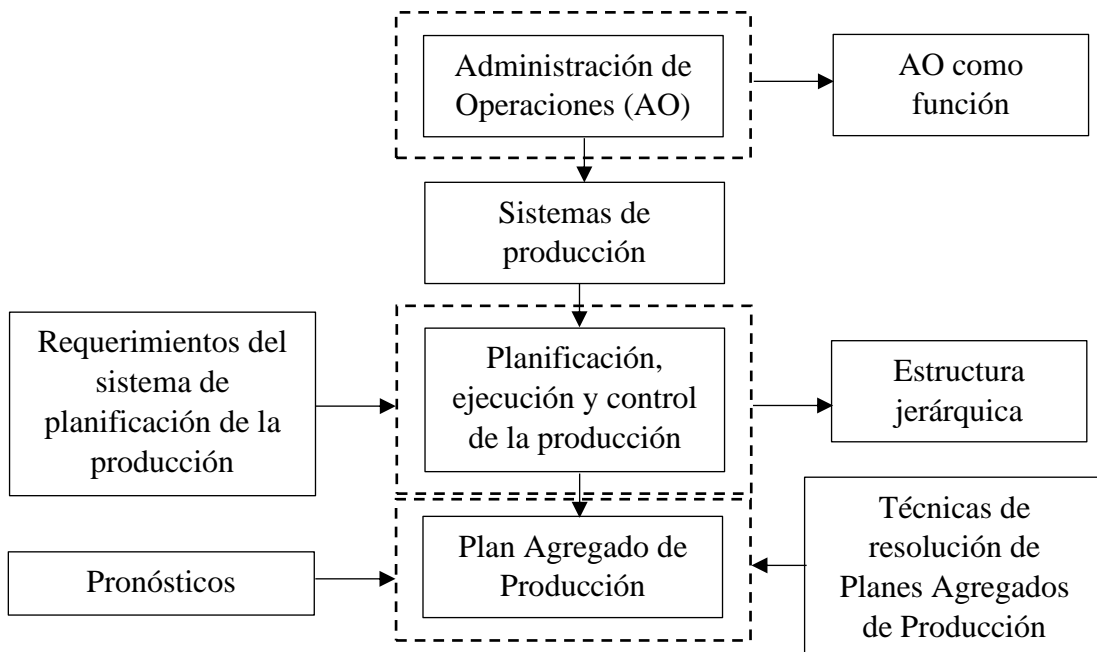 Administración de
Operaciones (AO)
AO como
función
Sistemas de
producción
Requerimientos del
sistema de
planificación de la
producción
Planificación,
ejecución y control
de la producción
Estructura
jerárquica
Pronósticos
Plan Agregado de
Producción
Técnicas de
resolución de
Planes Agregados
de Producción